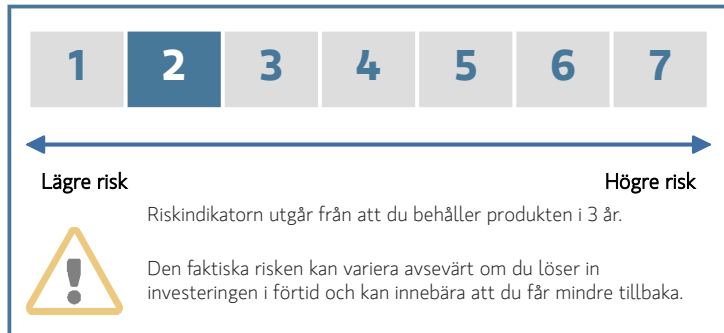 1 2 3 4 5 6 7
Lägre risk Högre risk
Riskindikatorn utgår från att du behåller produkten i 3 år.
Den faktiska risken kan variera avsevärt om du löser in
investeringen i förtid och kan innebära att du får mindre tillbaka.